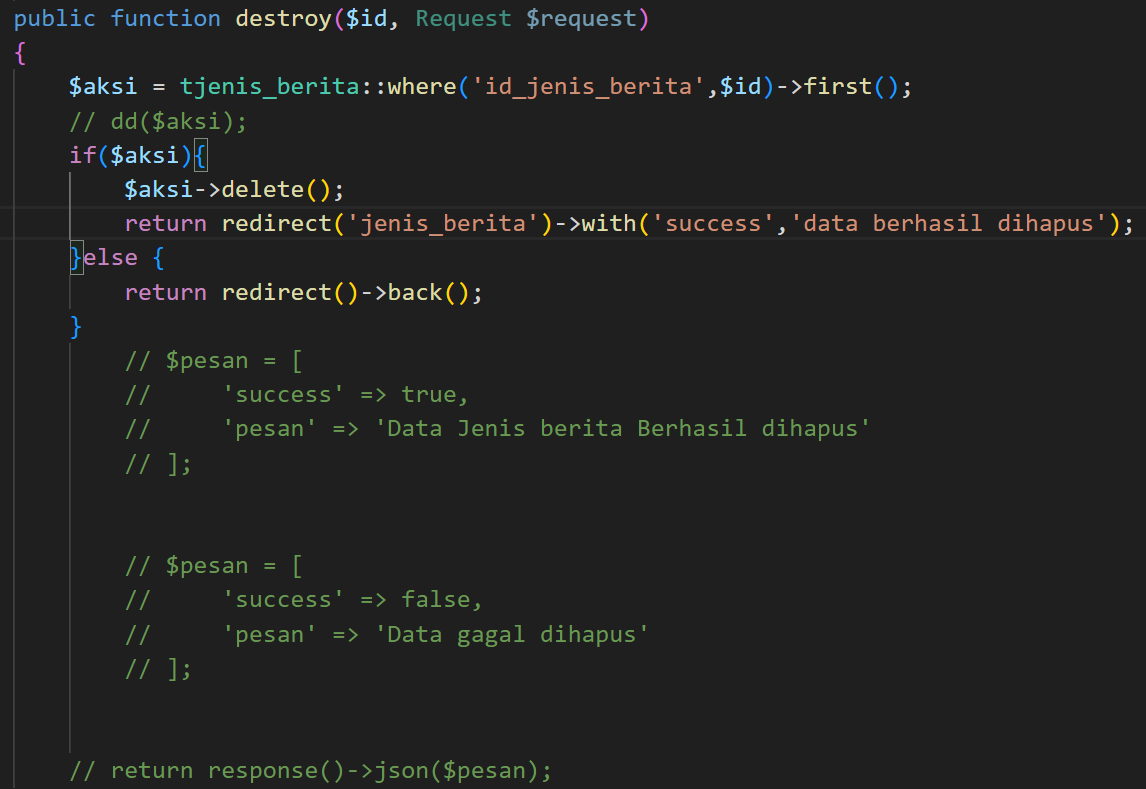 public function destroy($id, Request $request)
{
    $aksi = tjenis_berita::where('id_jenis_berita',$id)->first();
    // dd($aksi);
    if($aksi){
        $aksi->delete();
        return redirect('jenis_berita')->with('success','data berhasil dihapus');
    }else {
        return redirect()->back();
    }
        // $pesan = [
        //     'success' => true,
        //     'pesan' => 'Data Jenis berita Berhasil dihapus'
        // ];
        // $pesan = [
        //     'success' => false,
        //     'pesan' => 'Data gagal dihapus'
        // ];
    // return response()->json($pesan);